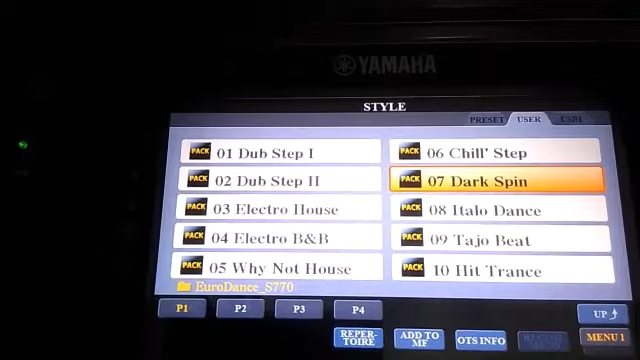 YAMAHA
STYLE
PRESET USER USB1
PACK 01 Dub Step I
PACK 02 Dub Step II
PACK 03 Electro House
PACK 04 Electro B&B
PACK 05 Why Not House
PACK 06 Chill' Step
PACK 07 Dark Spin
PACK 08 Italo Dance
PACK 09 Tajo Beat
PACK 10 Hit Trance
EuroDance_S770
P1 P2 P3 P4 UP
REPER-
TOIRE
ADD TO
MF
OTS INFO
MENU 1